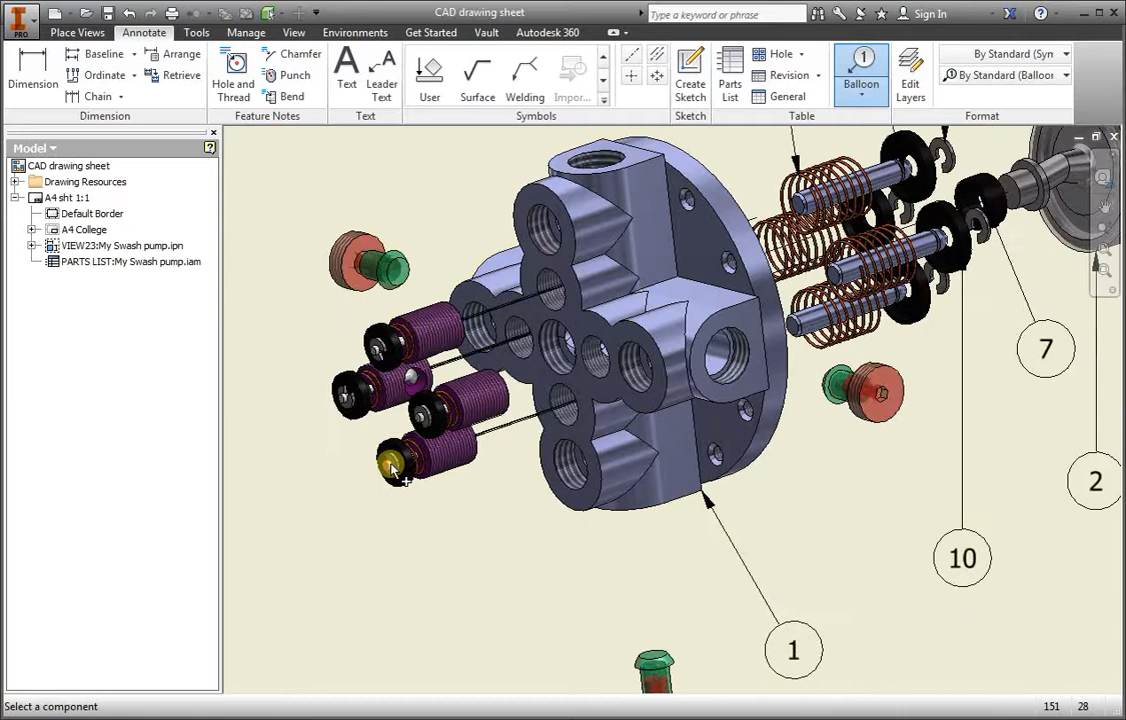 CAD drawing sheet
Type a keyword or phrase
Sign In
PRO
Place Views
Annotate
Tools
Manage
View
Environments
Get Started
Vault
Autodesk 360
Dimension
Baseline
Ordinate
Chain
Arrange
Retrieve
Dimension
Hole and
Thread
Chamfer
Punch
Bend
Feature Notes
Text
Leader
Text
Text
User
Surface
Welding
Impor...
Symbols
Create
Sketch
Sketch
Parts
List
Hole
Revision
General
Table
1
Balloon
Edit
Layers
By Standard (Syn
By Standard (Balloor
Format
Model
CAD drawing sheet
Drawing Resources
A4 sht 1:1
Default Border
A4 College
VIEW23:My Swash pump.ipn
PARTS LIST:My Swash pump.iam
7
2
10
1
Select a component
151
28